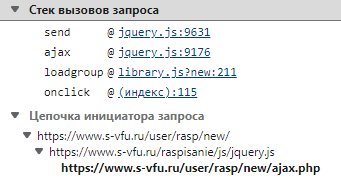 Стек вызовов запроса
send @ jquery.js:9631
ajax @ jquery.js:9176
loadgroup @ library.js?new:211
onclick @ (индекс):115
Цепочка инициатора запроса
https://www.s-vfu.ru/user/rasp/new/
https://www.s-vfu.ru/raspisanie/js/jquery.js
https://www.s-vfu.ru/user/rasp/new/ajax.php